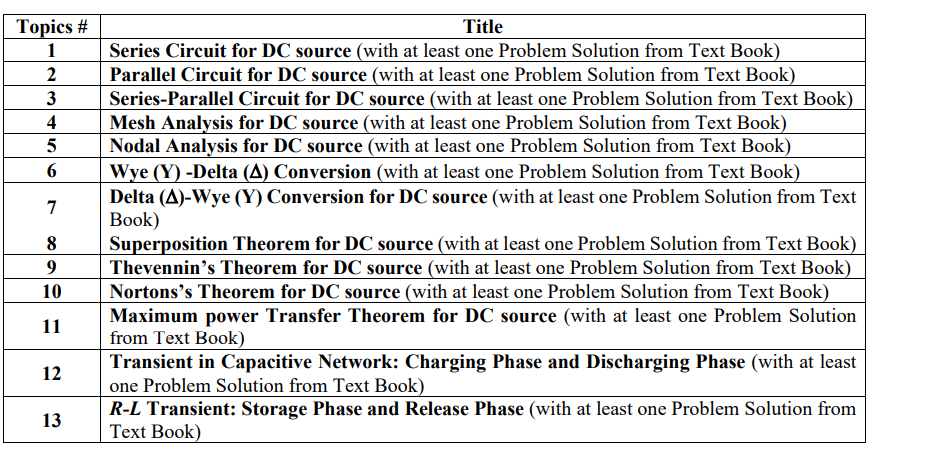 Topics # Title
1 Series Circuit for DC source (with at least one Problem Solution from Text Book)
2 Parallel Circuit for DC source (with at least one Problem Solution from Text Book)
3 Series-Parallel Circuit for DC source (with at least one Problem Solution from Text Book)
4 Mesh Analysis for DC source (with at least one Problem Solution from Text Book)
5 Nodal Analysis for DC source (with at least one Problem Solution from Text Book)
6 Wye (Y) -Delta (Δ) Conversion (with at least one Problem Solution from Text Book)
7 Delta (Δ)-Wye (Y) Conversion for DC source (with at least one Problem Solution from Text
Book)
8 Superposition Theorem for DC source (with at least one Problem Solution from Text Book)
9 Thevennin's Theorem for DC source (with at least one Problem Solution from Text Book)
10 Nortons's Theorem for DC source (with at least one Problem Solution from Text Book)
11 Maximum power Transfer Theorem for DC source (with at least one Problem Solution
from Text Book)
12 Transient in Capacitive Network: Charging Phase and Discharging Phase (with at least
one Problem Solution from Text Book)
13 R-L Transient: Storage Phase and Release Phase (with at least one Problem Solution from
Text Book)